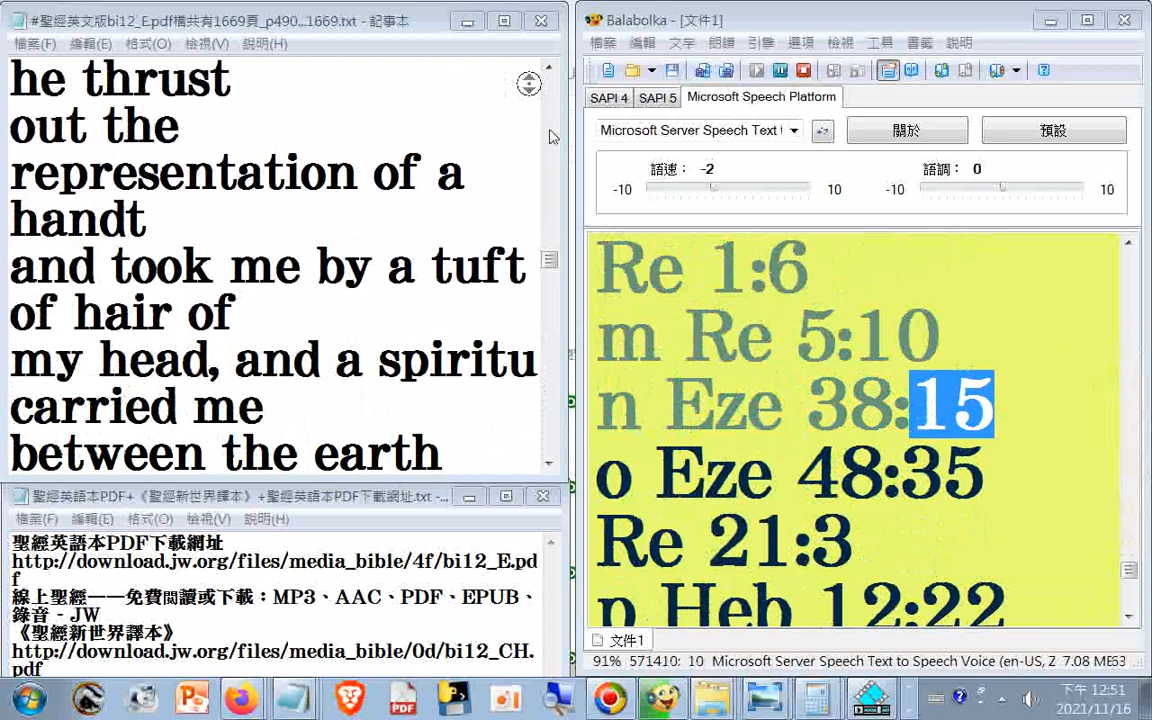 #聖經英文版bi12_E.pdf檔共有1669頁_p490...1669.txt - 記事本
檔案(F) 編輯(E) 格式(O) 檢視(V) 說明(H)
he thrust
out the
representation of a
handt
and took me by a tuft
of hair of
my head, and a spiritu
carried me
between the earth
聖經英語本PDF+《聖經新世界譯本》+聖經英語本PDF下載網址.txt - ...
檔案(F) 編輯(E) 格式(O) 檢視(V) 說明(H)
聖經英語本PDF下載網址
http://download.jw.org/files/media_bible/4f/bi12_E.pd
f
線上聖經——免費閱讀或下載：MP3、AAC、PDF、EPUB、
錄音 - JW
《聖經新世界譯本》
http://download.jw.org/files/media_bible/0d/bi12_CH.
pdf
Balabolka - [文件1]
檔案 編輯 文字 朗讀 引擎 選項 檢視 工具 書籤 說明
SAPI 4 SAPI 5 Microsoft Speech Platform
Microsoft Server Speech Text 關於 預設
語速： -2 語調： 0
-10 10 -10 10
Re 1:6
m Re 5:10
n Eze 38:15
o Eze 48:35
Re 21:3
p Heb 12:22
文件1
91% 571410: 10 Microsoft Server Speech Text to Speech Voice (en-US, Z 7.08 ME53
下午 12:51
2021/11/16